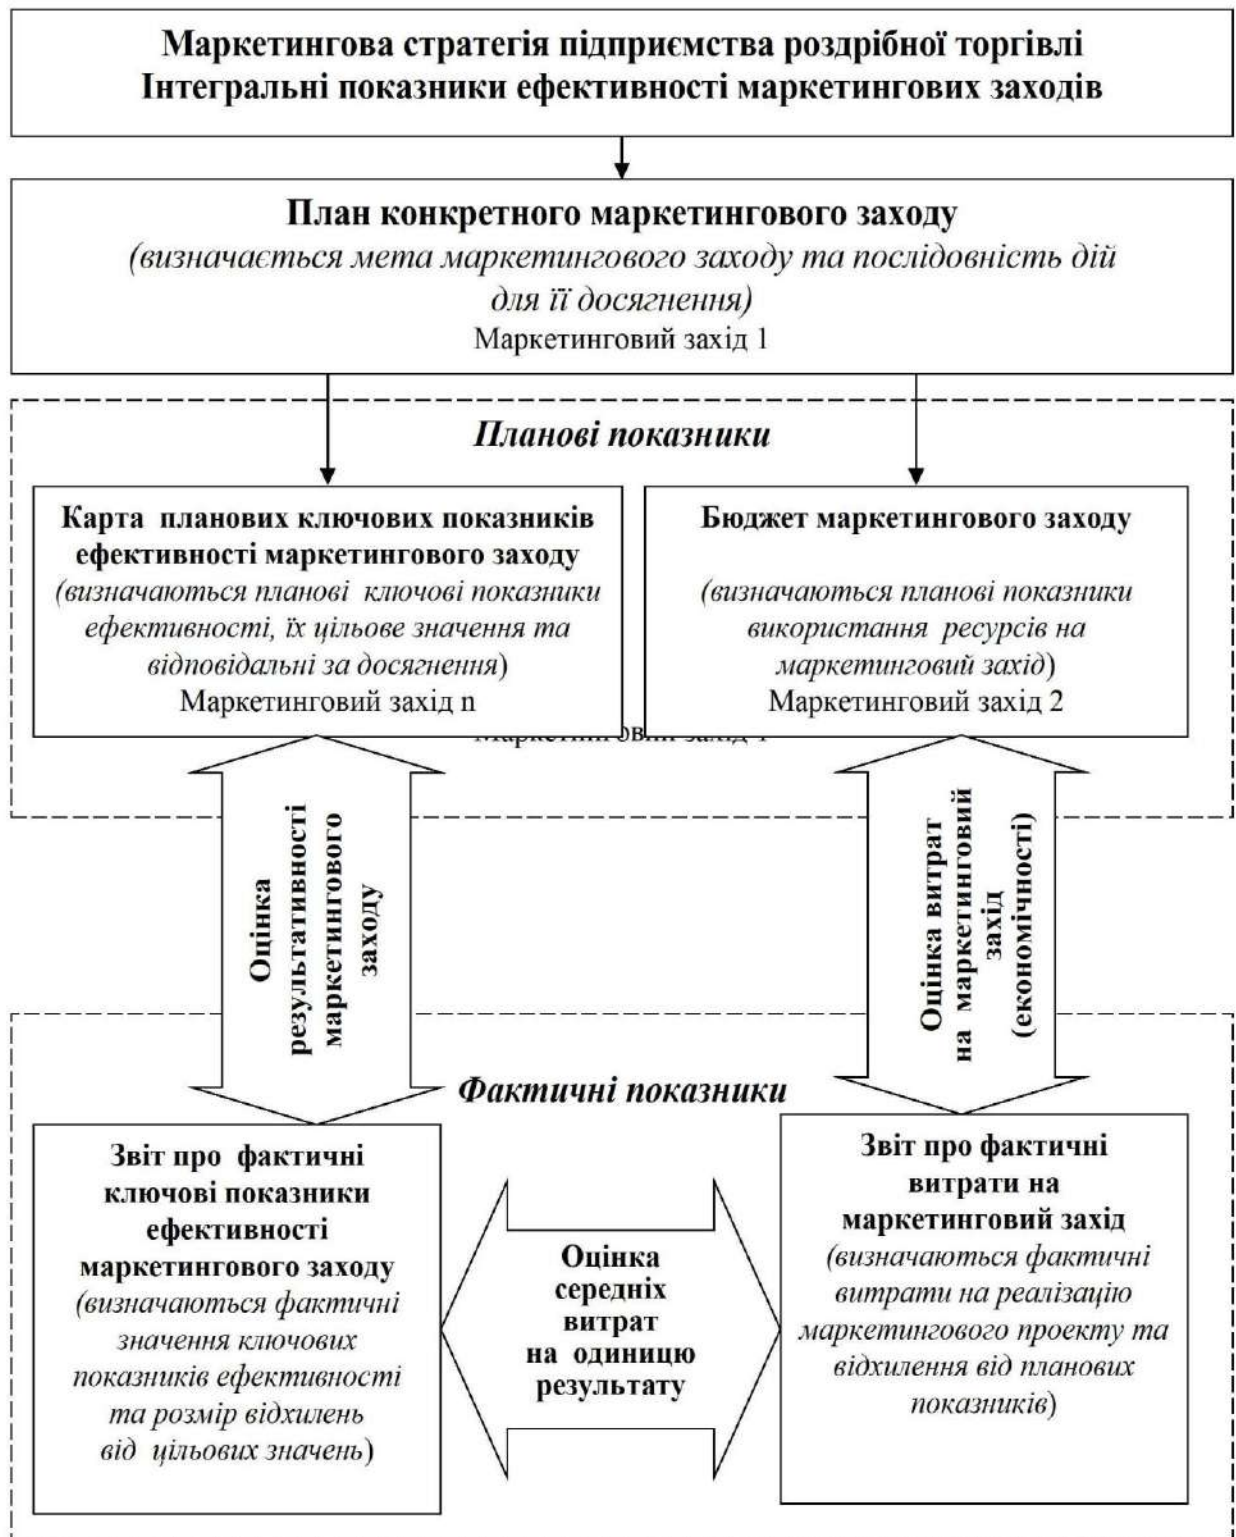 Маркетингова стратегія підприємства роздрібної торгівлі
Інтегральні показники ефективності маркетингових заходів
План конкретного маркетингового заходу
(визначається мета маркетингового заходу та послідовність дій
для її досягнення)
Маркетинговий захід 1
Планові показники
Карта планових ключових показників
ефективності маркетингового заходу
(визначаються планові ключові показники
ефективності, їх цільове значення та
відповідальні за досягнення)
Маркетинговий захід n
Бюджет маркетингового заходу
(визначаються планові показники
використання ресурсів на
маркетинговий захід)
Маркетинговий захід 2
Оцінка
результативності
маркетингового
заходу
Оцінка витрат
на маркетинговий
захід
(економічності)
Фактичні показники
Звіт про фактичні
ключові показники
ефективності
маркетингового заходу
(визначаються фактичні
значення ключових
показників ефективності
та розмір відхилень
від цільових значень)
Оцінка
середніх
витрат
на одиницю
результату
Звіт про фактичні
витрати на
маркетинговий захід
(визначаються фактичні
витрати на реалізацію
маркетингового проекту та
відхилення від планових
показників)